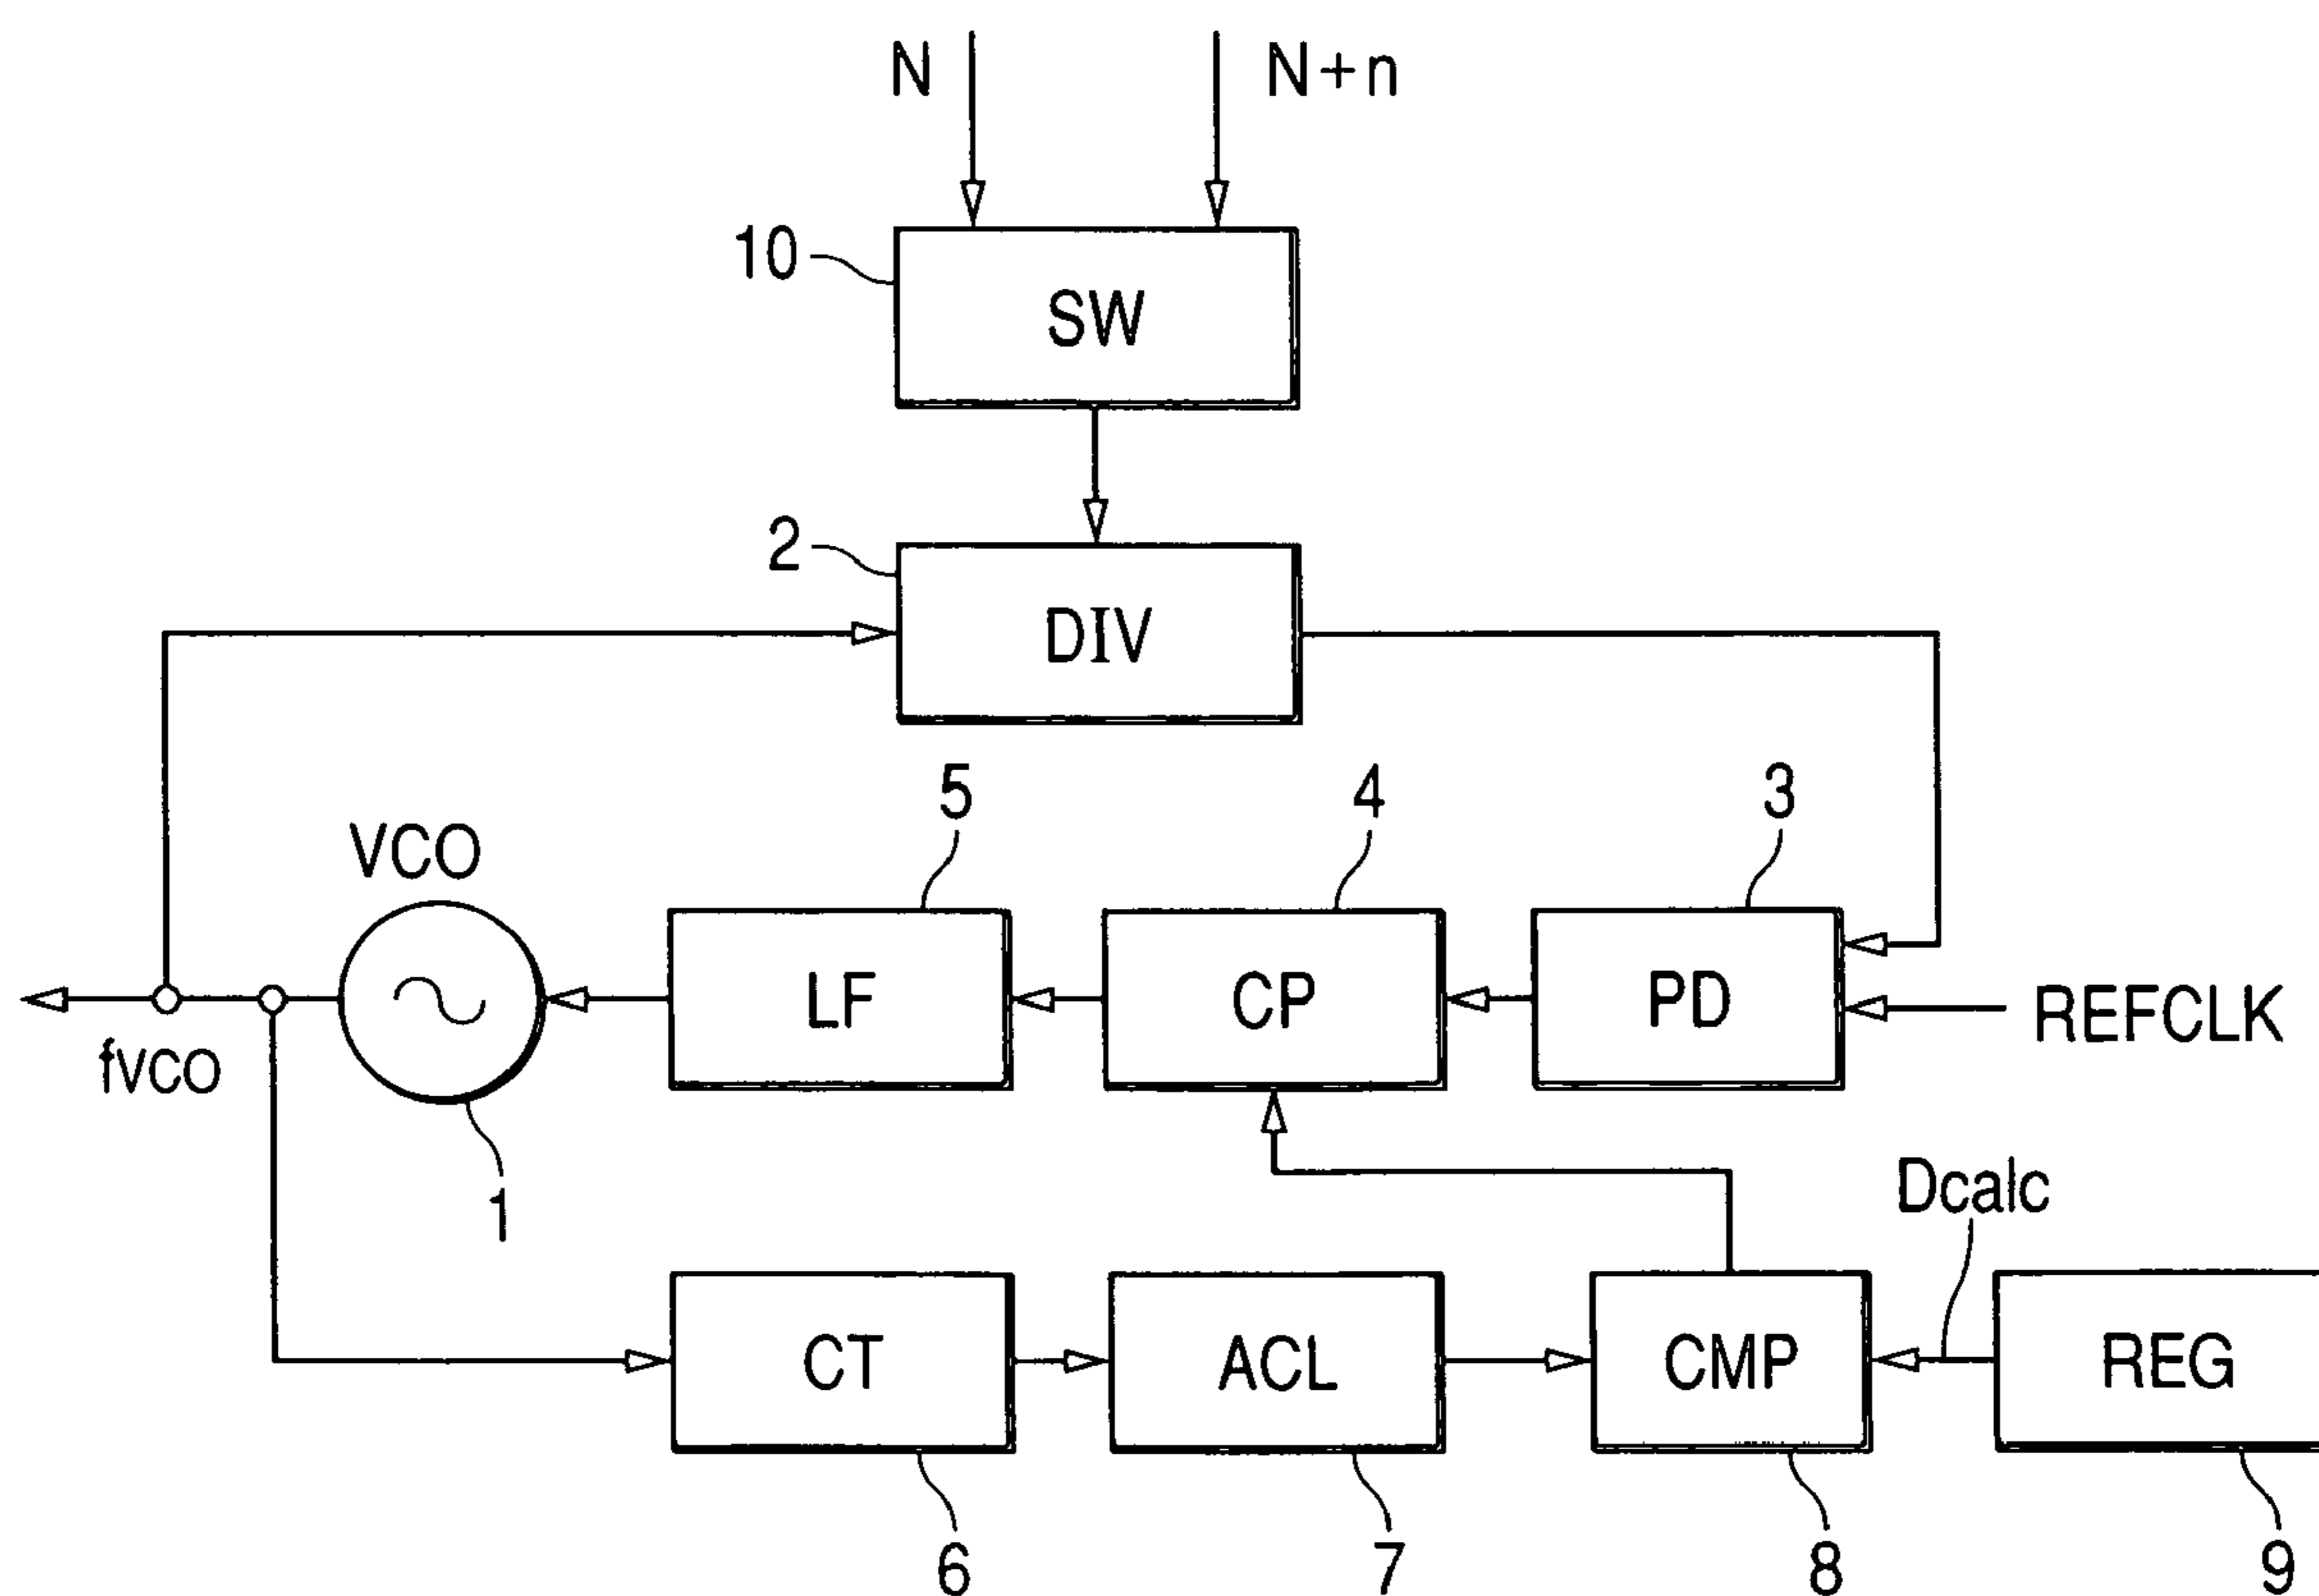 N
N+n
10
SW
2
DIV
5
4
3
VCO
LF
CP
PD
REFCLK
fVCO
1
Dcalc
CT
ACL
CMP
REG
6
7
8
9